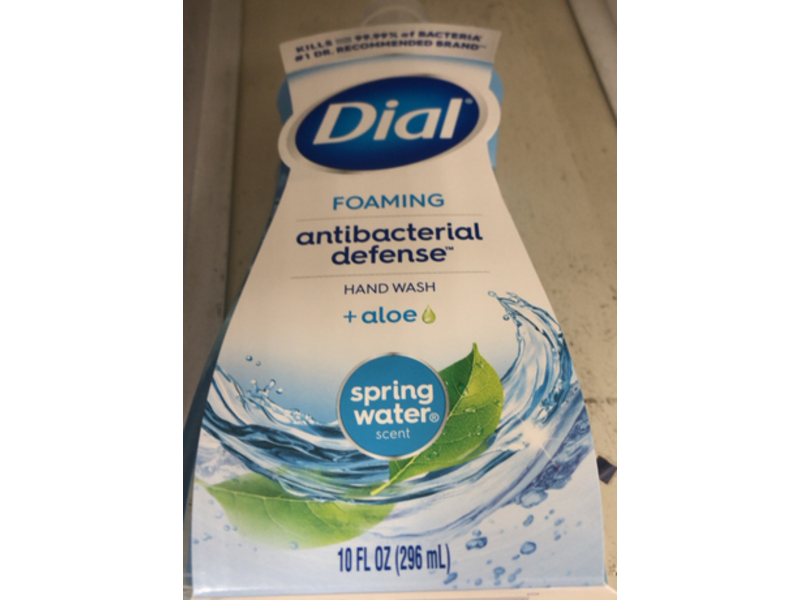 KILLS 99.99% of BACTERIA*
#1 DR. RECOMMENDED BRAND**
Dial®
FOAMING
antibacterial
defense™
HAND WASH
+ aloe
spring
water®
scent
10 FL OZ (296 mL)